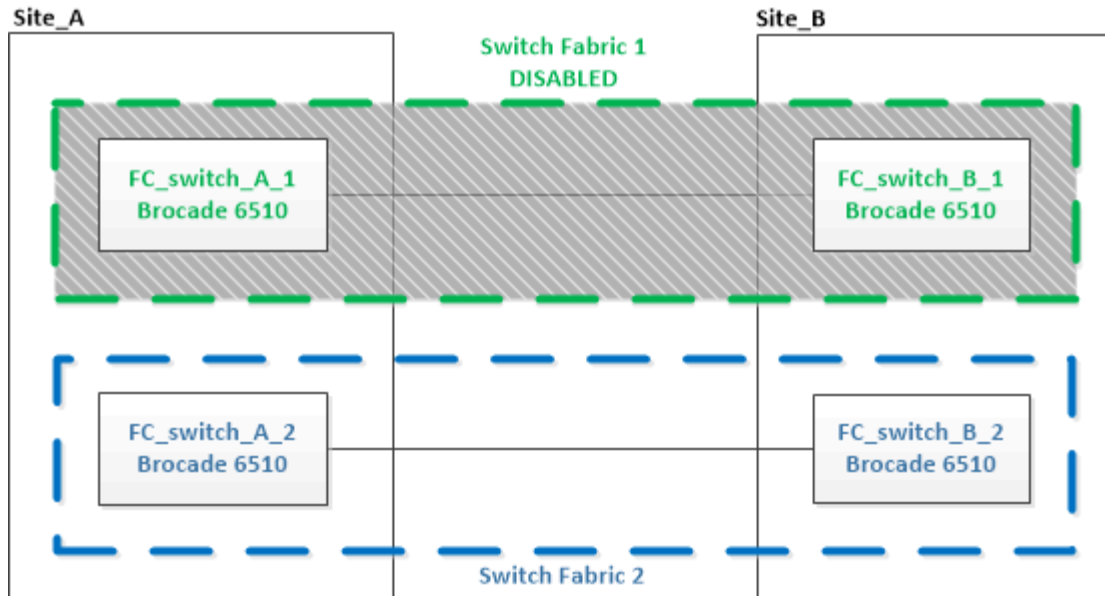 Site_A
Site_B
Switch Fabric 1
DISABLED
FC_switch_A_1
Brocade 6510
FC_switch_B_1
Brocade 6510
FC_switch_A_2
Brocade 6510
FC_switch_B_2
Brocade 6510
Switch Fabric 2